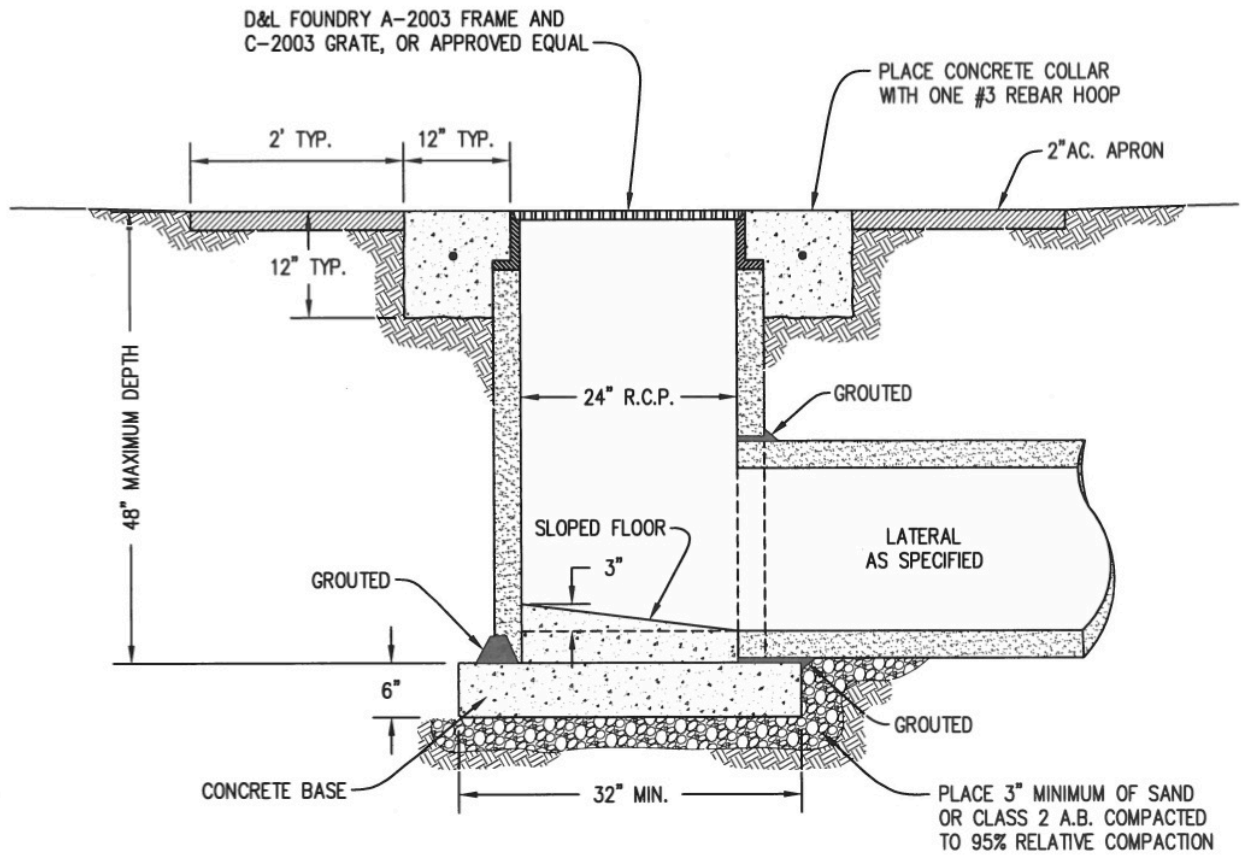 D&L FOUNDRY A-2003 FRAME AND
C-2003 GRATE, OR APPROVED EQUAL
PLACE CONCRETE COLLAR
WITH ONE #3 REBAR HOOP
2' TYP.
12" TYP.
2"AC. APRON
12" TYP.
48" MAXIMUM DEPTH
24" R.C.P.
GROUTED
SLOPED FLOOR
3"
LATERAL
AS SPECIFIED
GROUTED
6"
GROUTED
CONCRETE BASE
32" MIN.
PLACE 3" MINIMUM OF SAND
OR CLASS 2 A.B. COMPACTED
TO 95% RELATIVE COMPACTION